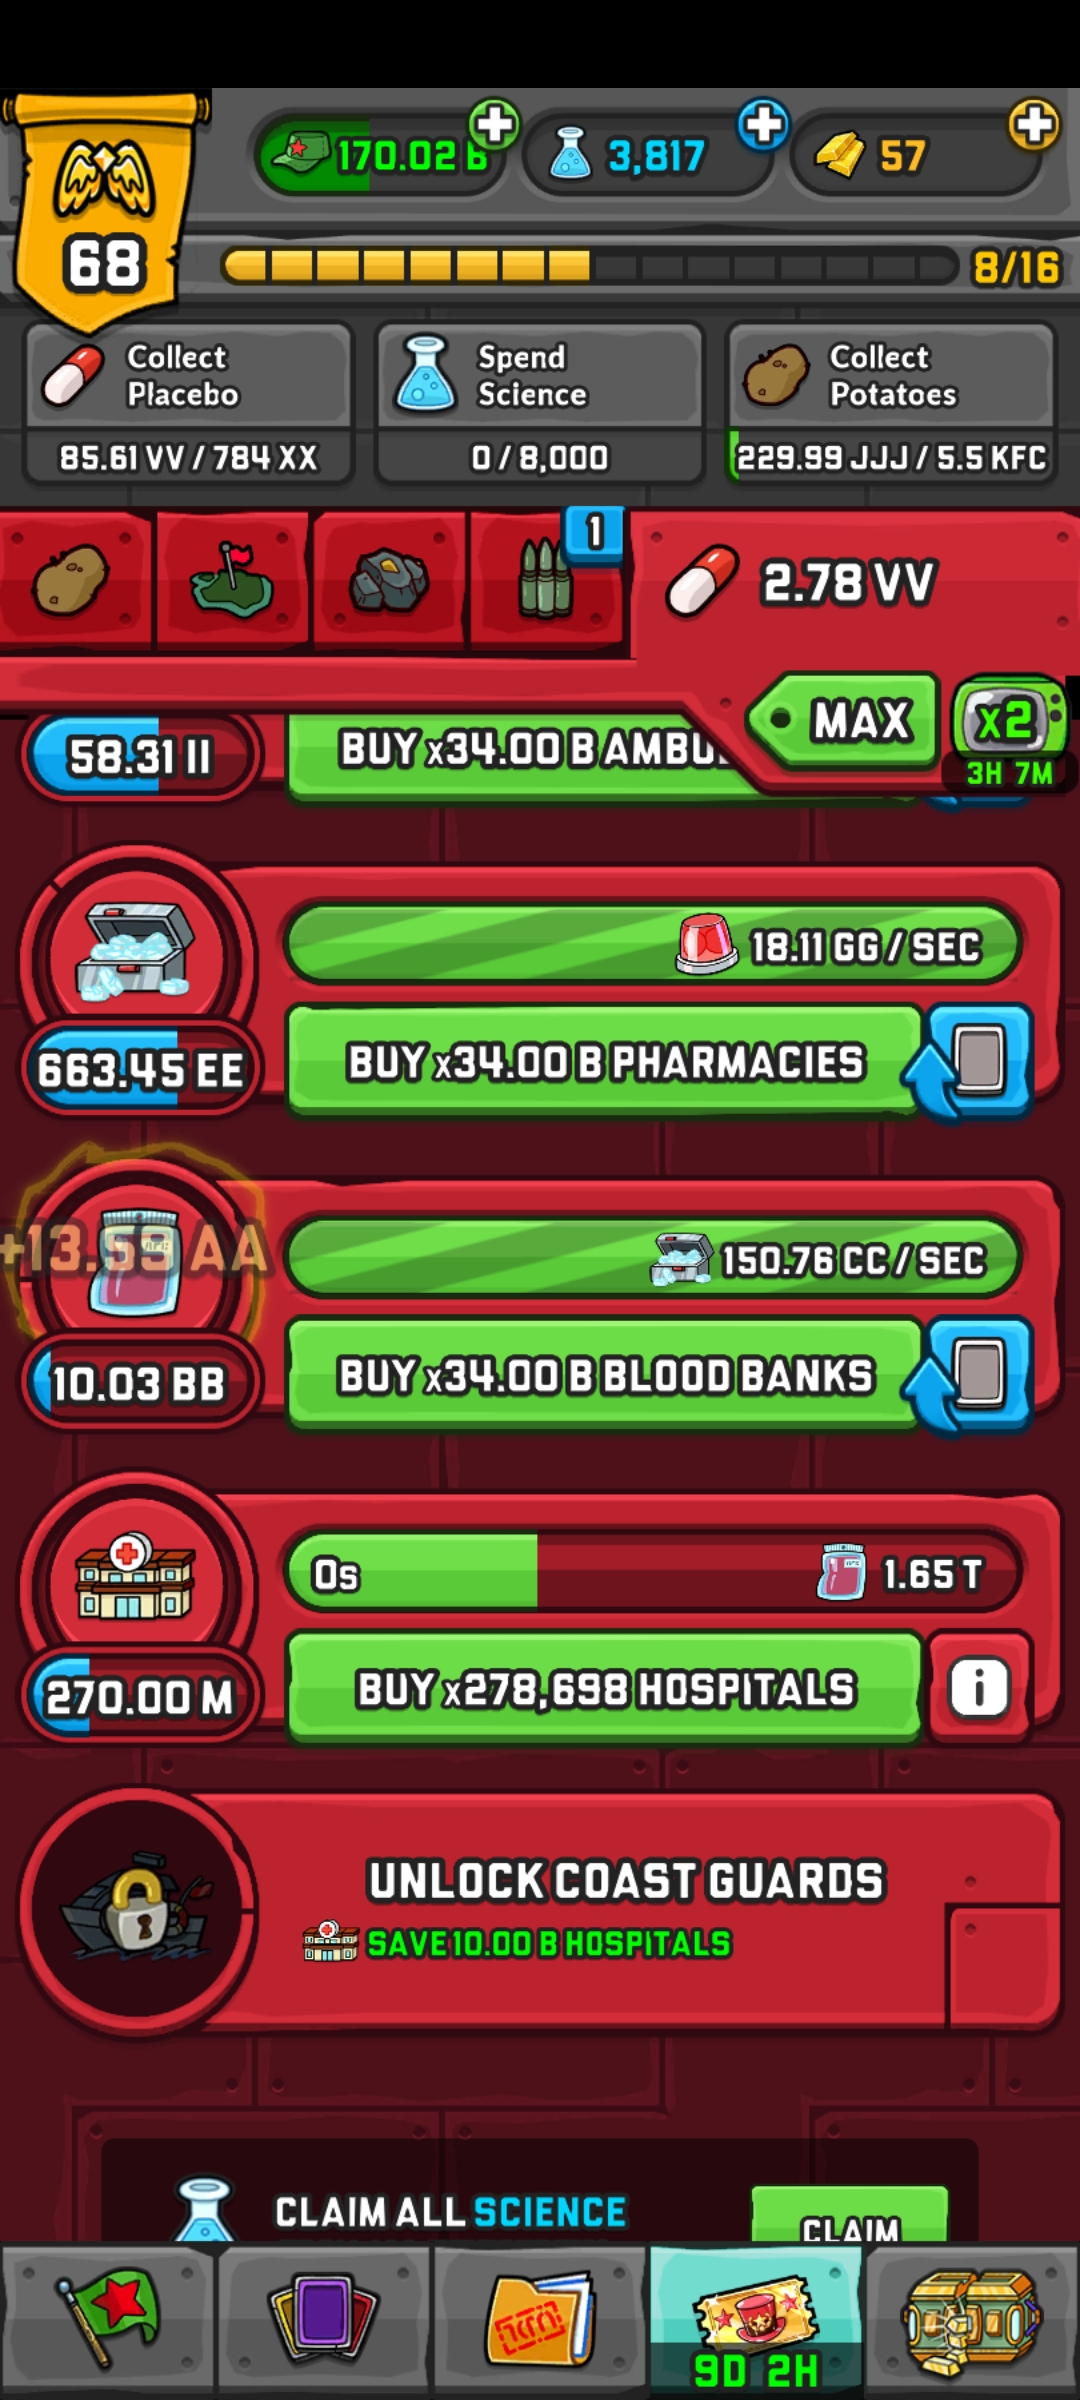 170.02 B
3,817
57
68
8/16
Collect
Placebo
85.61 VV / 784 XX
Spend
Science
0 / 8,000
Collect
Potatoes
229.99 JJJ / 5.5 KFC
1
2.78 VV
MAX
x2
3H 7M
58.31 II
BUY x34.00 B
18.11 GG / SEC
663.45 EE
BUY x34.00 B PHARMACIES
+13.59 AA
150.76 CC / SEC
10.03 BB
BUY x34.00 B BLOOD BANKS
0s
1.65 T
270.00 M
BUY x278,698 HOSPITALS
i
UNLOCK COAST GUARDS
SAVE 10.00 B HOSPITALS
CLAIM ALL SCIENCE
CLAIM
9D 2H